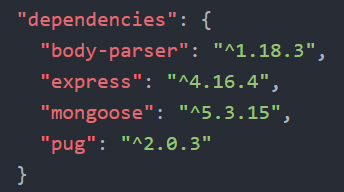 "dependencies": {
"body-parser": "^1.18.3",
"express": "^4.16.4",
"mongoose": "^5.3.15",
"pug": "^2.0.3"
}